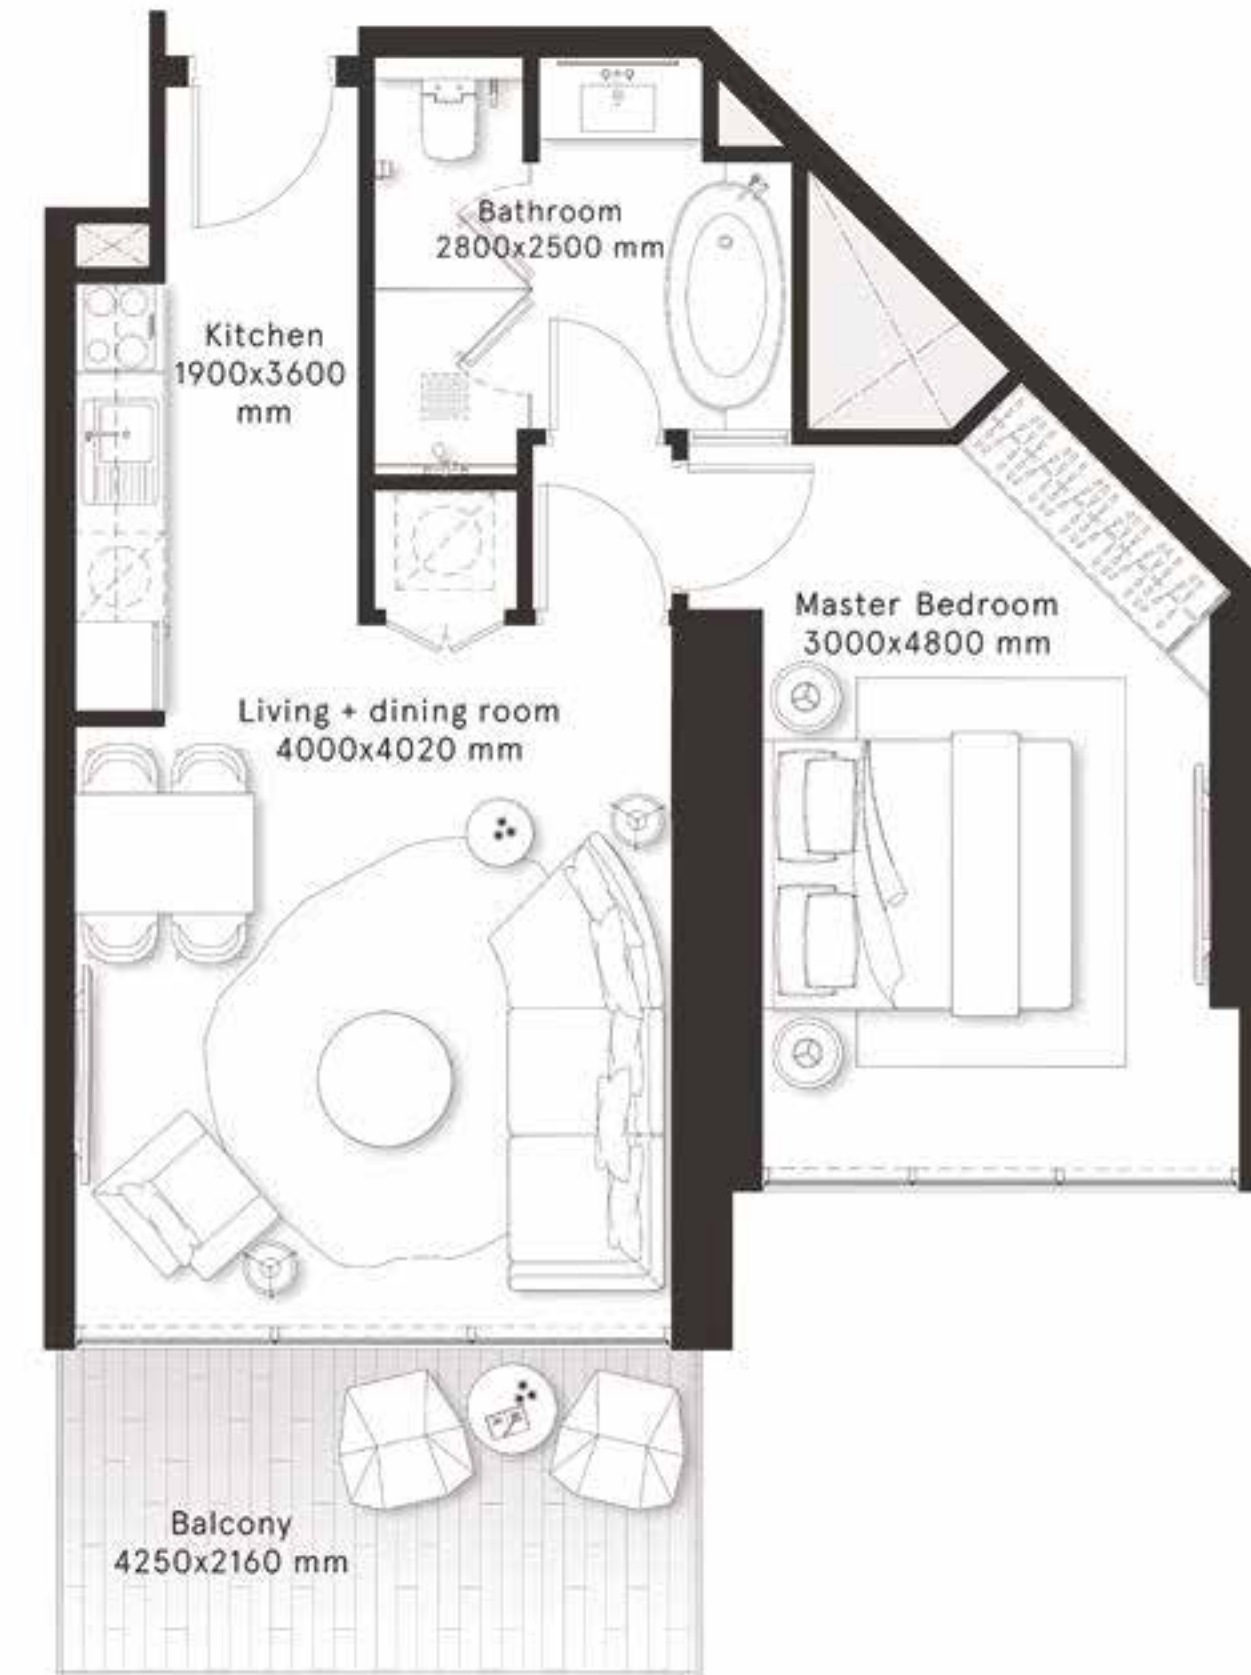 Bathroom
2800x2500 mm
Kitchen
1900x3600
mm
Master Bedroom
3000x4800 mm
Living + dining room
4000x4020 mm
Balcony
4250x2160 mm